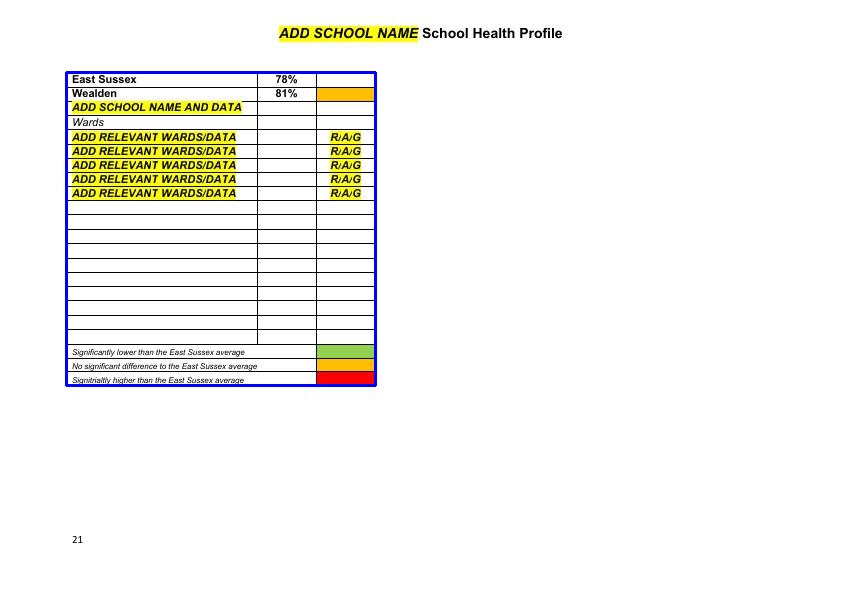 ADD SCHOOL NAME School Health Profile
East Sussex 78%
Wealden 81%
ADD SCHOOL NAME AND DATA
Wards
ADD RELEVANT WARDS/DATA R/A/G
ADD RELEVANT WARDS/DATA R/A/G
ADD RELEVANT WARDS/DATA R/A/G
ADD RELEVANT WARDS/DATA R/A/G
ADD RELEVANT WARDS/DATA R/A/G
Significantly lower than the East Sussex average
No significant difference to the East Sussex average
Signitrialtly higher than the East Sussex average
21